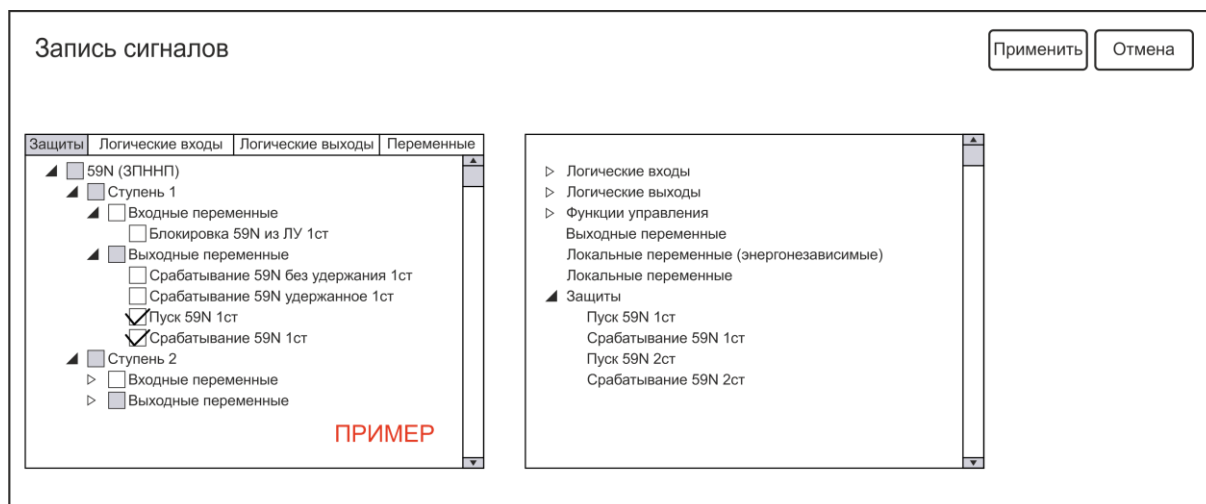 Запись сигналов
Применить
Отмена
Защиты
Логические входы
Логические выходы
Переменные
59N (ЗПННП)
Ступень 1
Входные переменные
Блокировка 59N из ЛУ 1ст
Выходные переменные
Срабатывание 59N без удержания 1ст
Срабатывание 59N удержанное 1ст
Пуск 59N 1ст
Срабатывание 59N 1ст
Ступень 2
Входные переменные
Выходные переменные
ПРИМЕР
Логические входы
Логические выходы
Функции управления
Выходные переменные
Локальные переменные (энергонезависимые)
Локальные переменные
Защиты
Пуск 59N 1ст
Срабатывание 59N 1ст
Пуск 59N 2ст
Срабатывание 59N 2ст